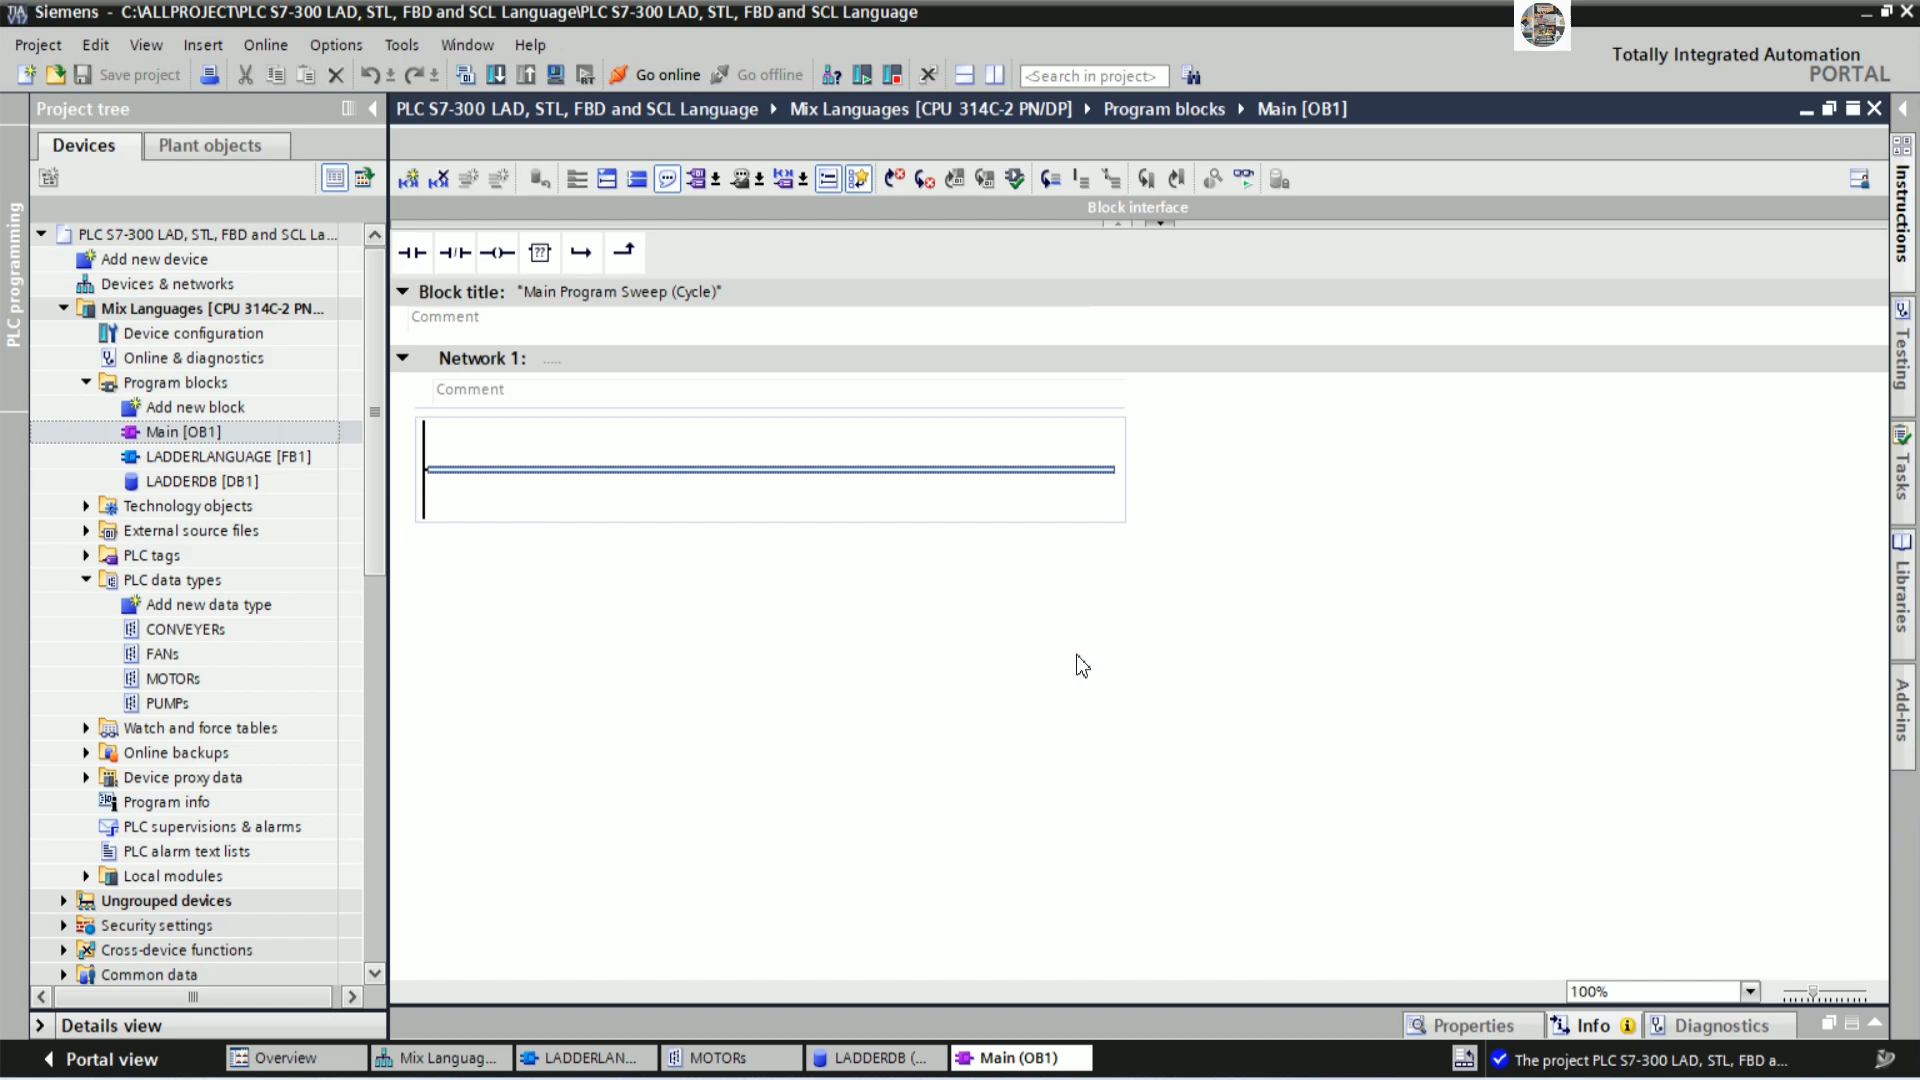 Siemens - C:\ALLPROJECT\PLC S7-300 LAD, STL, FBD and SCL Language\PLC S7-300 LAD, STL, FBD and SCL Language
Project Edit View Insert Online Options Tools Window Help
Totally Integrated Automation
PORTAL
Save project
Go online
Go offline
<Search in project>
Project tree
PLC S7-300 LAD, STL, FBD and SCL Language
Mix Languages [CPU 314C-2 PN/DP]
Program blocks
Main [OB1]
Devices
Plant objects
Block interface
PLC programming
PLC S7-300 LAD, STL, FBD and SCL La...
Add new device
Devices & networks
Mix Languages [CPU 314C-2 PN...
Device configuration
Online & diagnostics
Program blocks
Add new block
Main [OB1]
LADDERLANGUAGE [FB1]
LADDERDB [DB1]
Technology objects
External source files
PLC tags
PLC data types
Add new data type
CONVEYERs
FANs
MOTORs
PUMPs
Watch and force tables
Online backups
Device proxy data
Program info
PLC supervisions & alarms
PLC alarm text lists
Local modules
Ungrouped devices
Security settings
Cross-device functions
Common data
Details view
??
Block title: "Main Program Sweep (Cycle)"
Comment
Network 1: .....
Comment
Instructions
Testing
Tasks
Libraries
Add-ins
100%
Properties
Info
Diagnostics
Portal view
Overview
Mix Languag...
LADDERLAN...
MOTORs
LADDERDB (...
Main (OB1)
The project PLC S7-300 LAD, STL, FBD a...